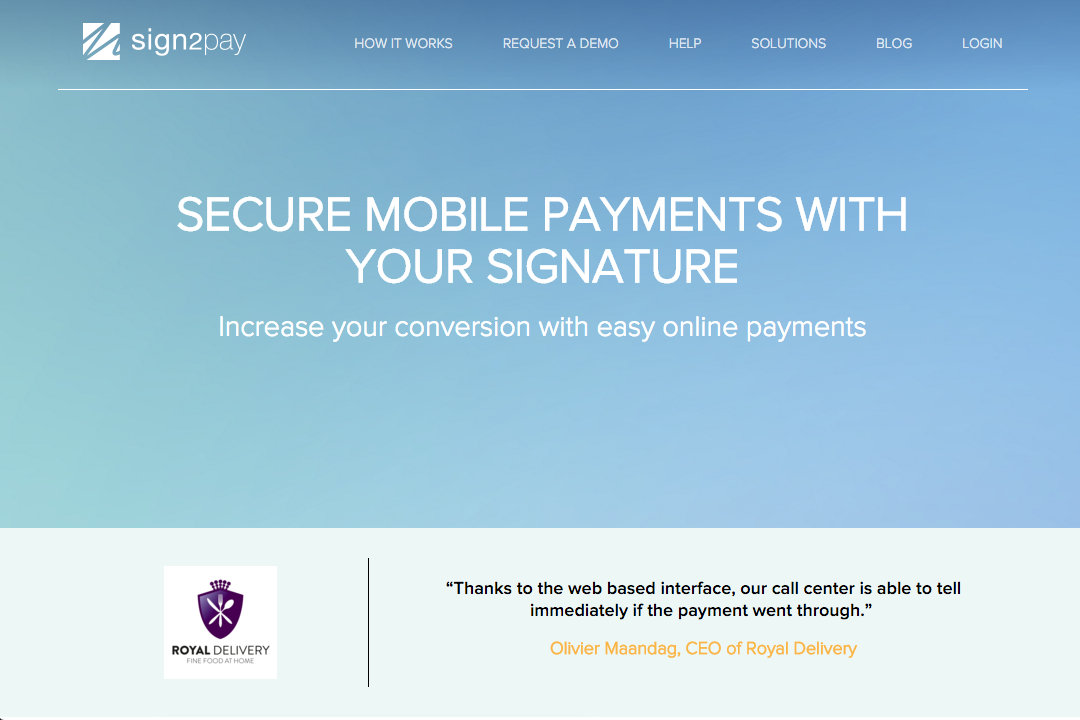 sign2pay
HOW IT WORKS
REQUEST A DEMO
HELP
SOLUTIONS
BLOG
LOGIN
SECURE MOBILE PAYMENTS WITH
YOUR SIGNATURE
Increase your conversion with easy online payments
ROYAL DELIVERY
FINE FOOD AT HOME
“Thanks to the web based interface, our call center is able to tell
immediately if the payment went through.”
Olivier Maandag, CEO of Royal Delivery